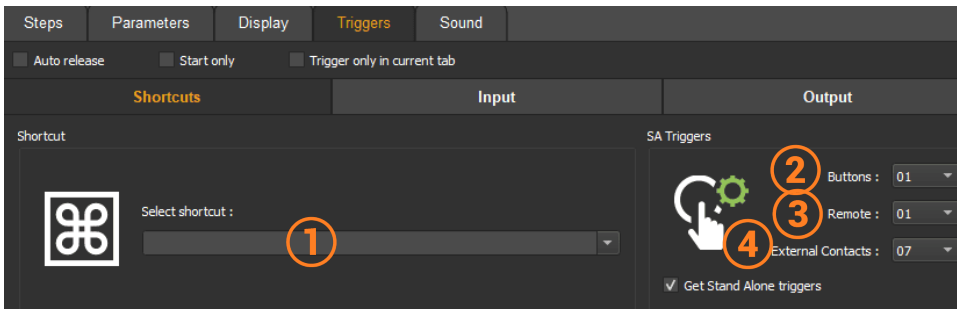 Steps Parameters Display Triggers Sound
Auto release Start only Trigger only in current tab
Shortcuts Input Output
Shortcut SA Triggers
2 Buttons : 01
Select shortcut : 3 Remote : 01
1 4 External Contacts : 07
Get Stand Alone triggers